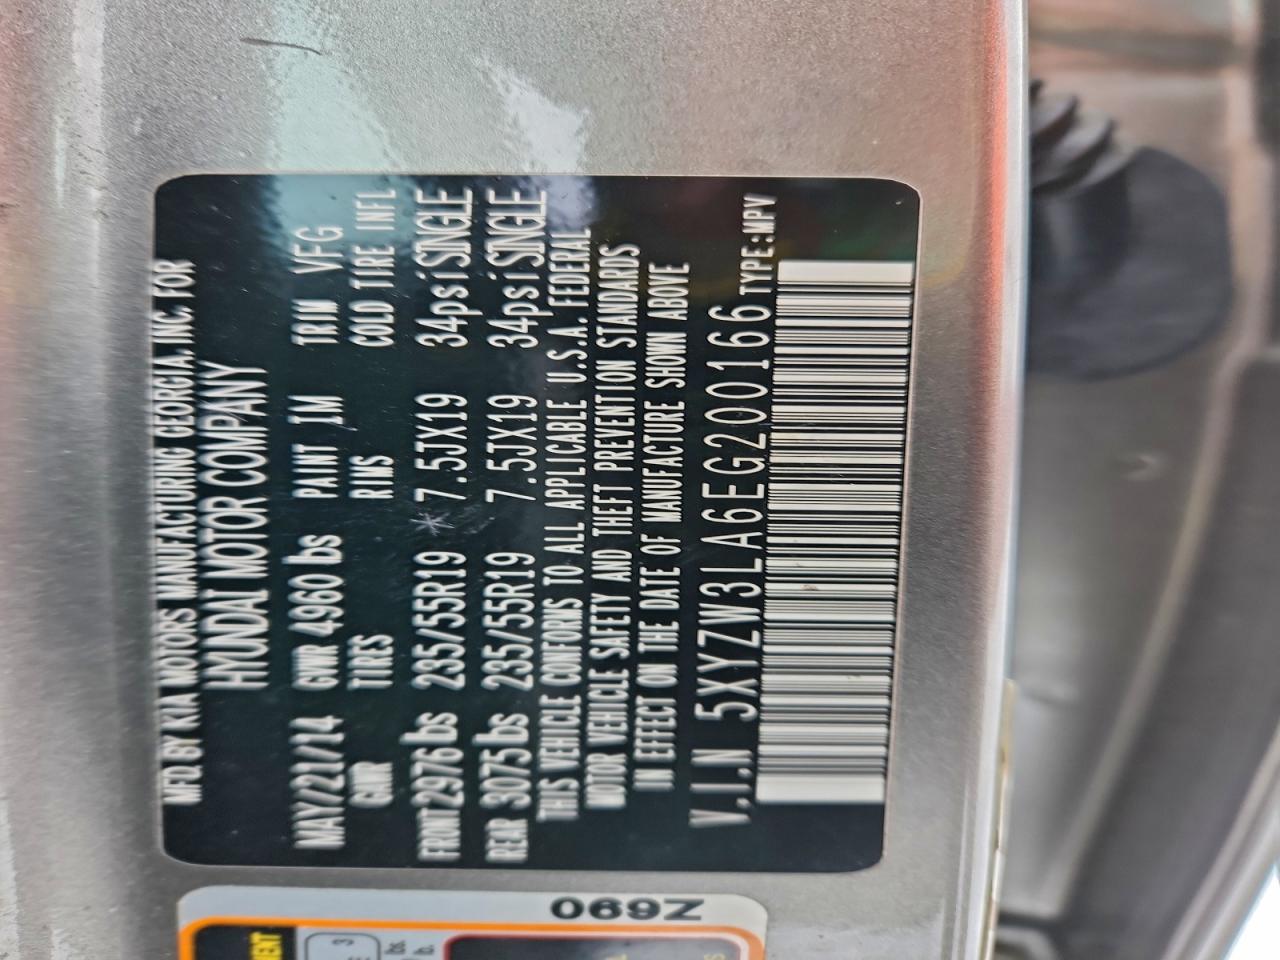 MFD BY KIA MOTORS MANUFACTURING GEORGIA, INC. FOR
HYUNDAI MOTOR COMPANY
MAY/21/14 GVWR 4960 lbs PAINT IM TRIM VFG
GAWR TIRES RIMS COLD TIRE INFL
FRONT 2976 lbs 235/55R19 7.5JX19 34psi SINGLE
REAR 3075 lbs 235/55R19 7.5JX19 34psi SINGLE
THIS VEHICLE CONFORMS TO ALL APPLICABLE U.S.A. FEDERAL
MOTOR VEHICLE SAFETY AND THEFT PREVENTION STANDARDS
IN EFFECT ON THE DATE OF MANUFACTURE SHOWN ABOVE
V.I.N 5XYZW3LA6EG200166 TYPE:MPV
Z690